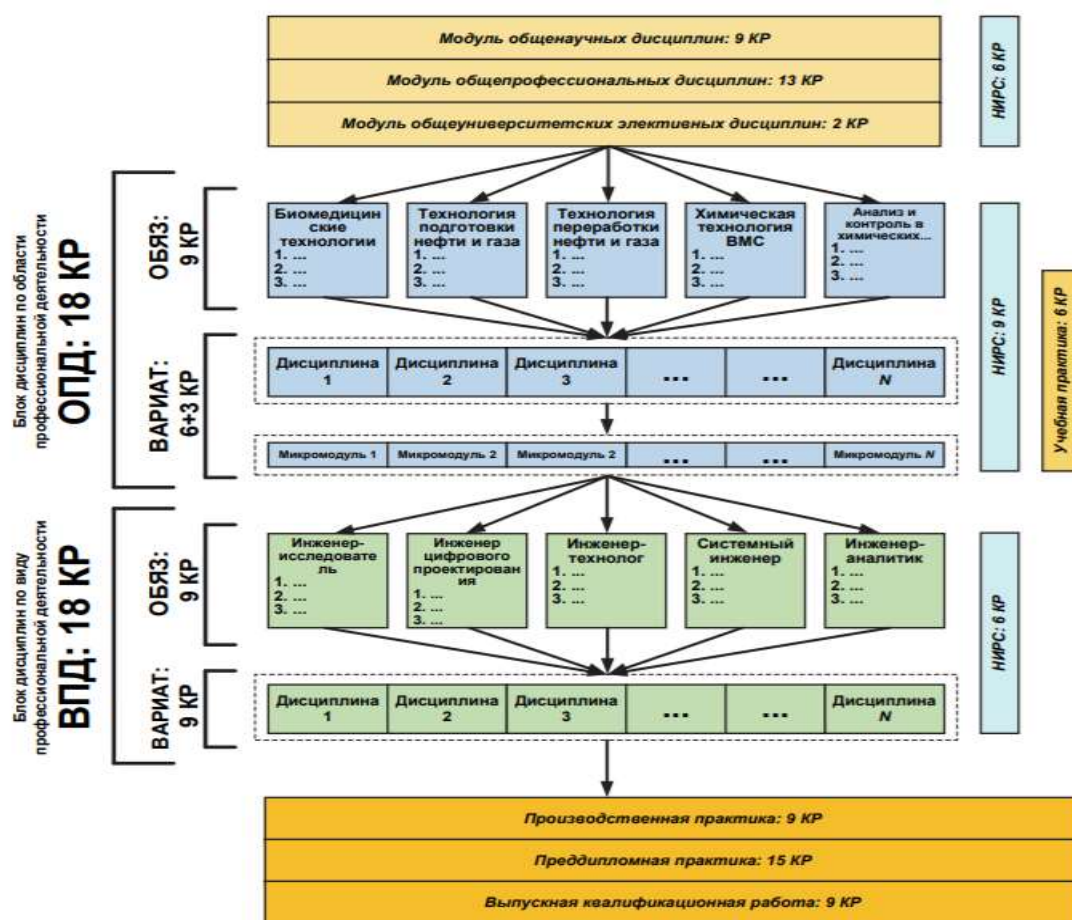 Модуль общенаучных дисциплин: 9 КР
Модуль общепрофессиональных дисциплин: 13 КР
Модуль общеуниверситетских элективных дисциплин: 2 КР
НИРС: 6 КР
Блок дисциплин по области
профессиональной деятельности
ОПД: 18 КР
ОБЯЗ:
9 КР
Биомедицин
ские
технологии
1. ...
2. ...
3. ...
Технология
подготовки
нефти и газа
1. ...
2. ...
3. ...
Технология
переработки
нефти и газа
1. ...
2. ...
3. ...
Химическая
технология
ВМС
1. ...
2. ...
3. ...
Анализ и
контроль в
химических...
1. ...
2. ...
3. ...
ВАРИАТ:
6+3 КР
Дисциплина
1
Дисциплина
2
Дисциплина
3
...
...
Дисциплина
N
Микромодуль 1
Микромодуль 2
Микромодуль 2
...
...
Микромодуль N
НИРС: 9 КР
Учебная практика: 6 КР
Блок дисциплин по виду
профессиональной деятельности
ВПД: 18 КР
ОБЯЗ:
9 КР
Инженер-
исследовате
ль
1. ...
2. ...
3. ...
Инженер
цифрового
проектирова
ния
1. ...
2. ...
3. ...
Инженер-
технолог
1. ...
2. ...
3. ...
Системный
инженер
1. ...
2. ...
3. ...
Инженер-
аналитик
1. ...
2. ...
3. ...
ВАРИАТ:
9 КР
Дисциплина
1
Дисциплина
2
Дисциплина
3
...
...
Дисциплина
N
НИРС: 6 КР
Производственная практика: 9 КР
Преддипломная практика: 15 КР
Выпускная квалификационная работа: 9 КР